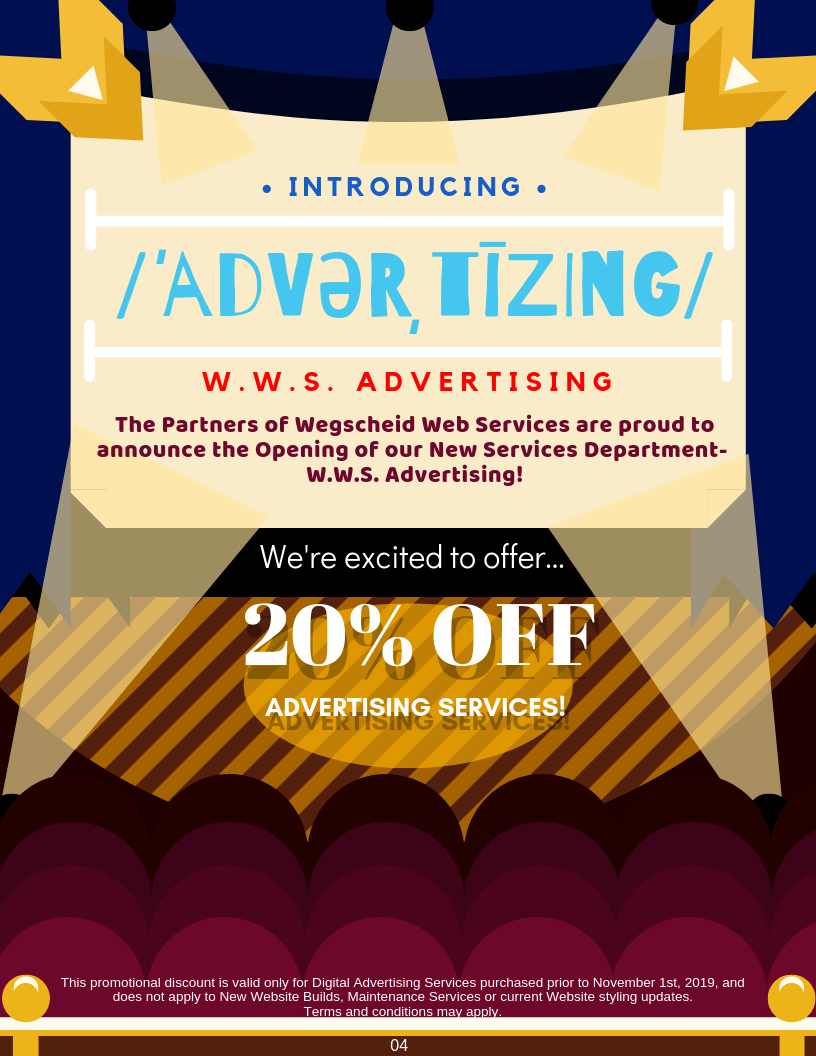 • INTRODUCING •
/ˈADVərˌTĪZING/
W.W.S. ADVERTISING
The Partners of Wegscheid Web Services are proud to
announce the Opening of our New Services Department-
W.W.S. Advertising!
We're excited to offer...
20% OFF
ADVERTISING SERVICES!
This promotional discount is valid only for Digital Advertising Services purchased prior to November 1st, 2019, and
does not apply to New Website Builds, Maintenance Services or current Website styling updates.
Terms and conditions may apply.
04